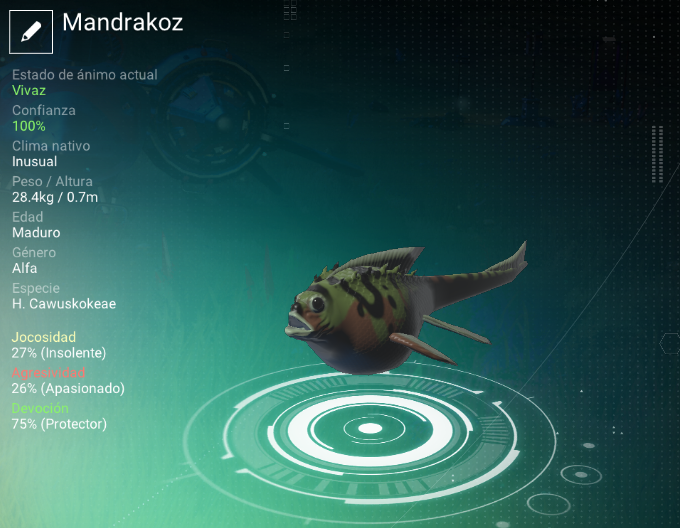 Mandrakoz
Estado de ánimo actual
Vivaz
Confianza
100%
Clima nativo
Inusual
Peso / Altura
28.4kg / 0.7m
Edad
Maduro
Género
Alfa
Especie
H. Cawuskokeae
Jocosidad
27% (Insolente)
Agresividad
26% (Apasionado)
Devoción
75% (Protector)